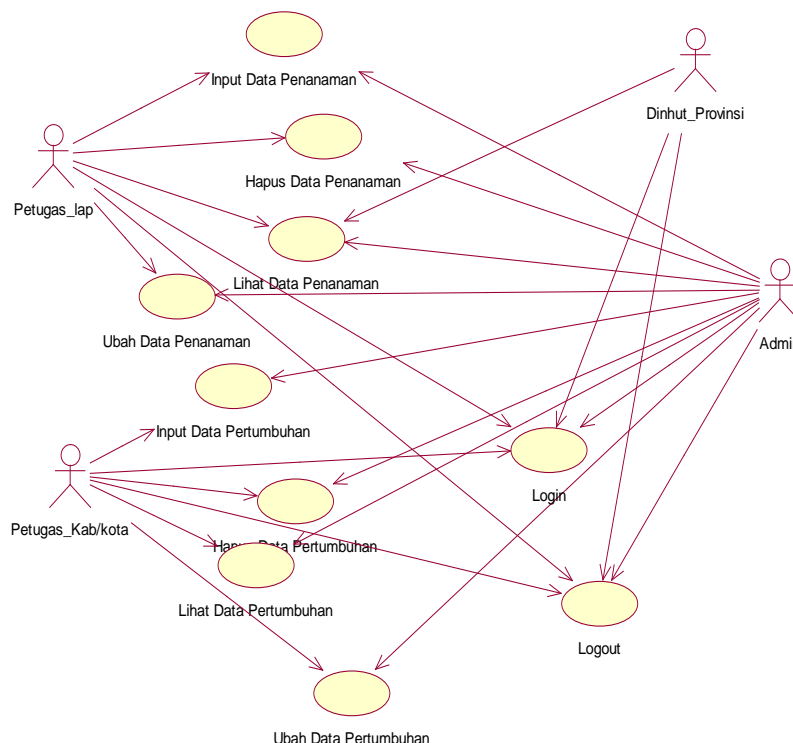 Input Data Penanaman
Dinhut_Provinsi
Hapus Data Penanaman
Petugas_lap
Lihat Data Penanaman
Ubah Data Penanaman
Admi
Input Data Pertumbuhan
Login
Petugas_Kab/kota
Hapus Data Pertumbuhan
Lihat Data Pertumbuhan
Logout
Ubah Data Pertumbuhan